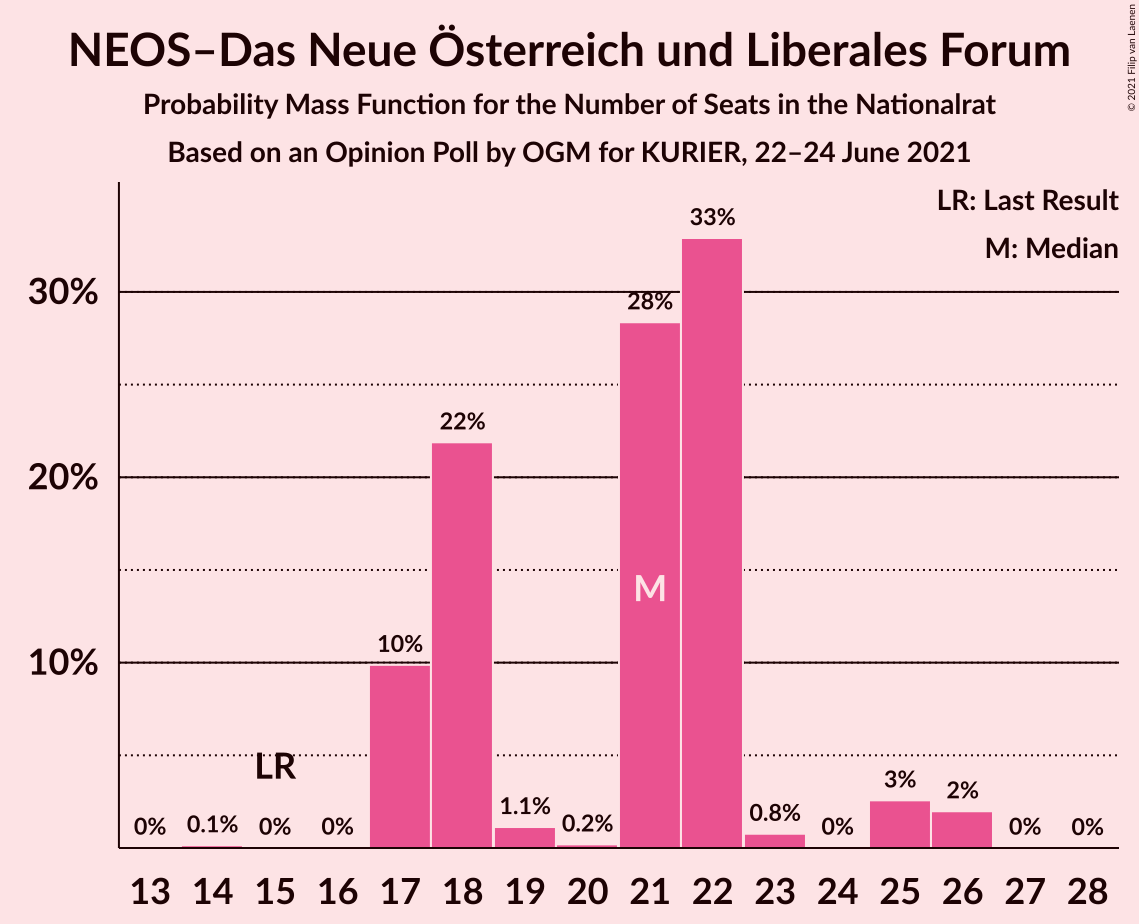 NEOS–Das Neue Österreich und Liberales Forum
Probability Mass Function for the Number of Seats in the Nationalrat
Based on an Opinion Poll by OGM for KURIER, 22–24 June 2021
© 2021 Filip van Laenen
LR: Last Result
M: Median
30%
20%
10%
0%
0.1%
0%
0%
10%
22%
1.1%
0.2%
28%
33%
0.8%
0%
3%
2%
0%
0%
LR
M
13 14 15 16 17 18 19 20 21 22 23 24 25 26 27 28